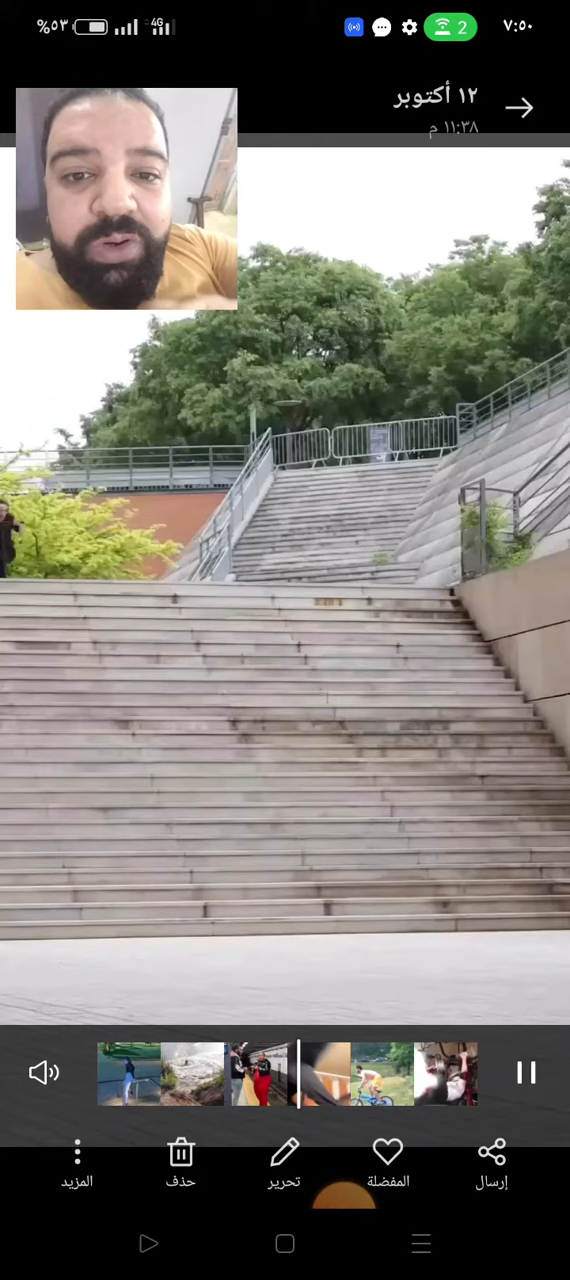 %٥٣ 4G 2 ٧:٥٠
١٢ أكتوبر
١١:٣٨ م
المزيد حذف تحرير المفضلة إرسال